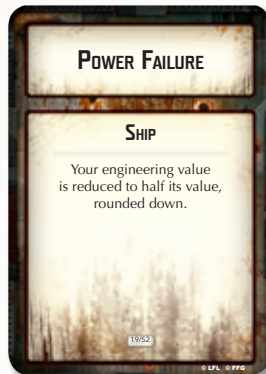 Power Failure
Ship
Your engineering value
is reduced to half its value,
rounded down.
19/52
© LFL © FFG